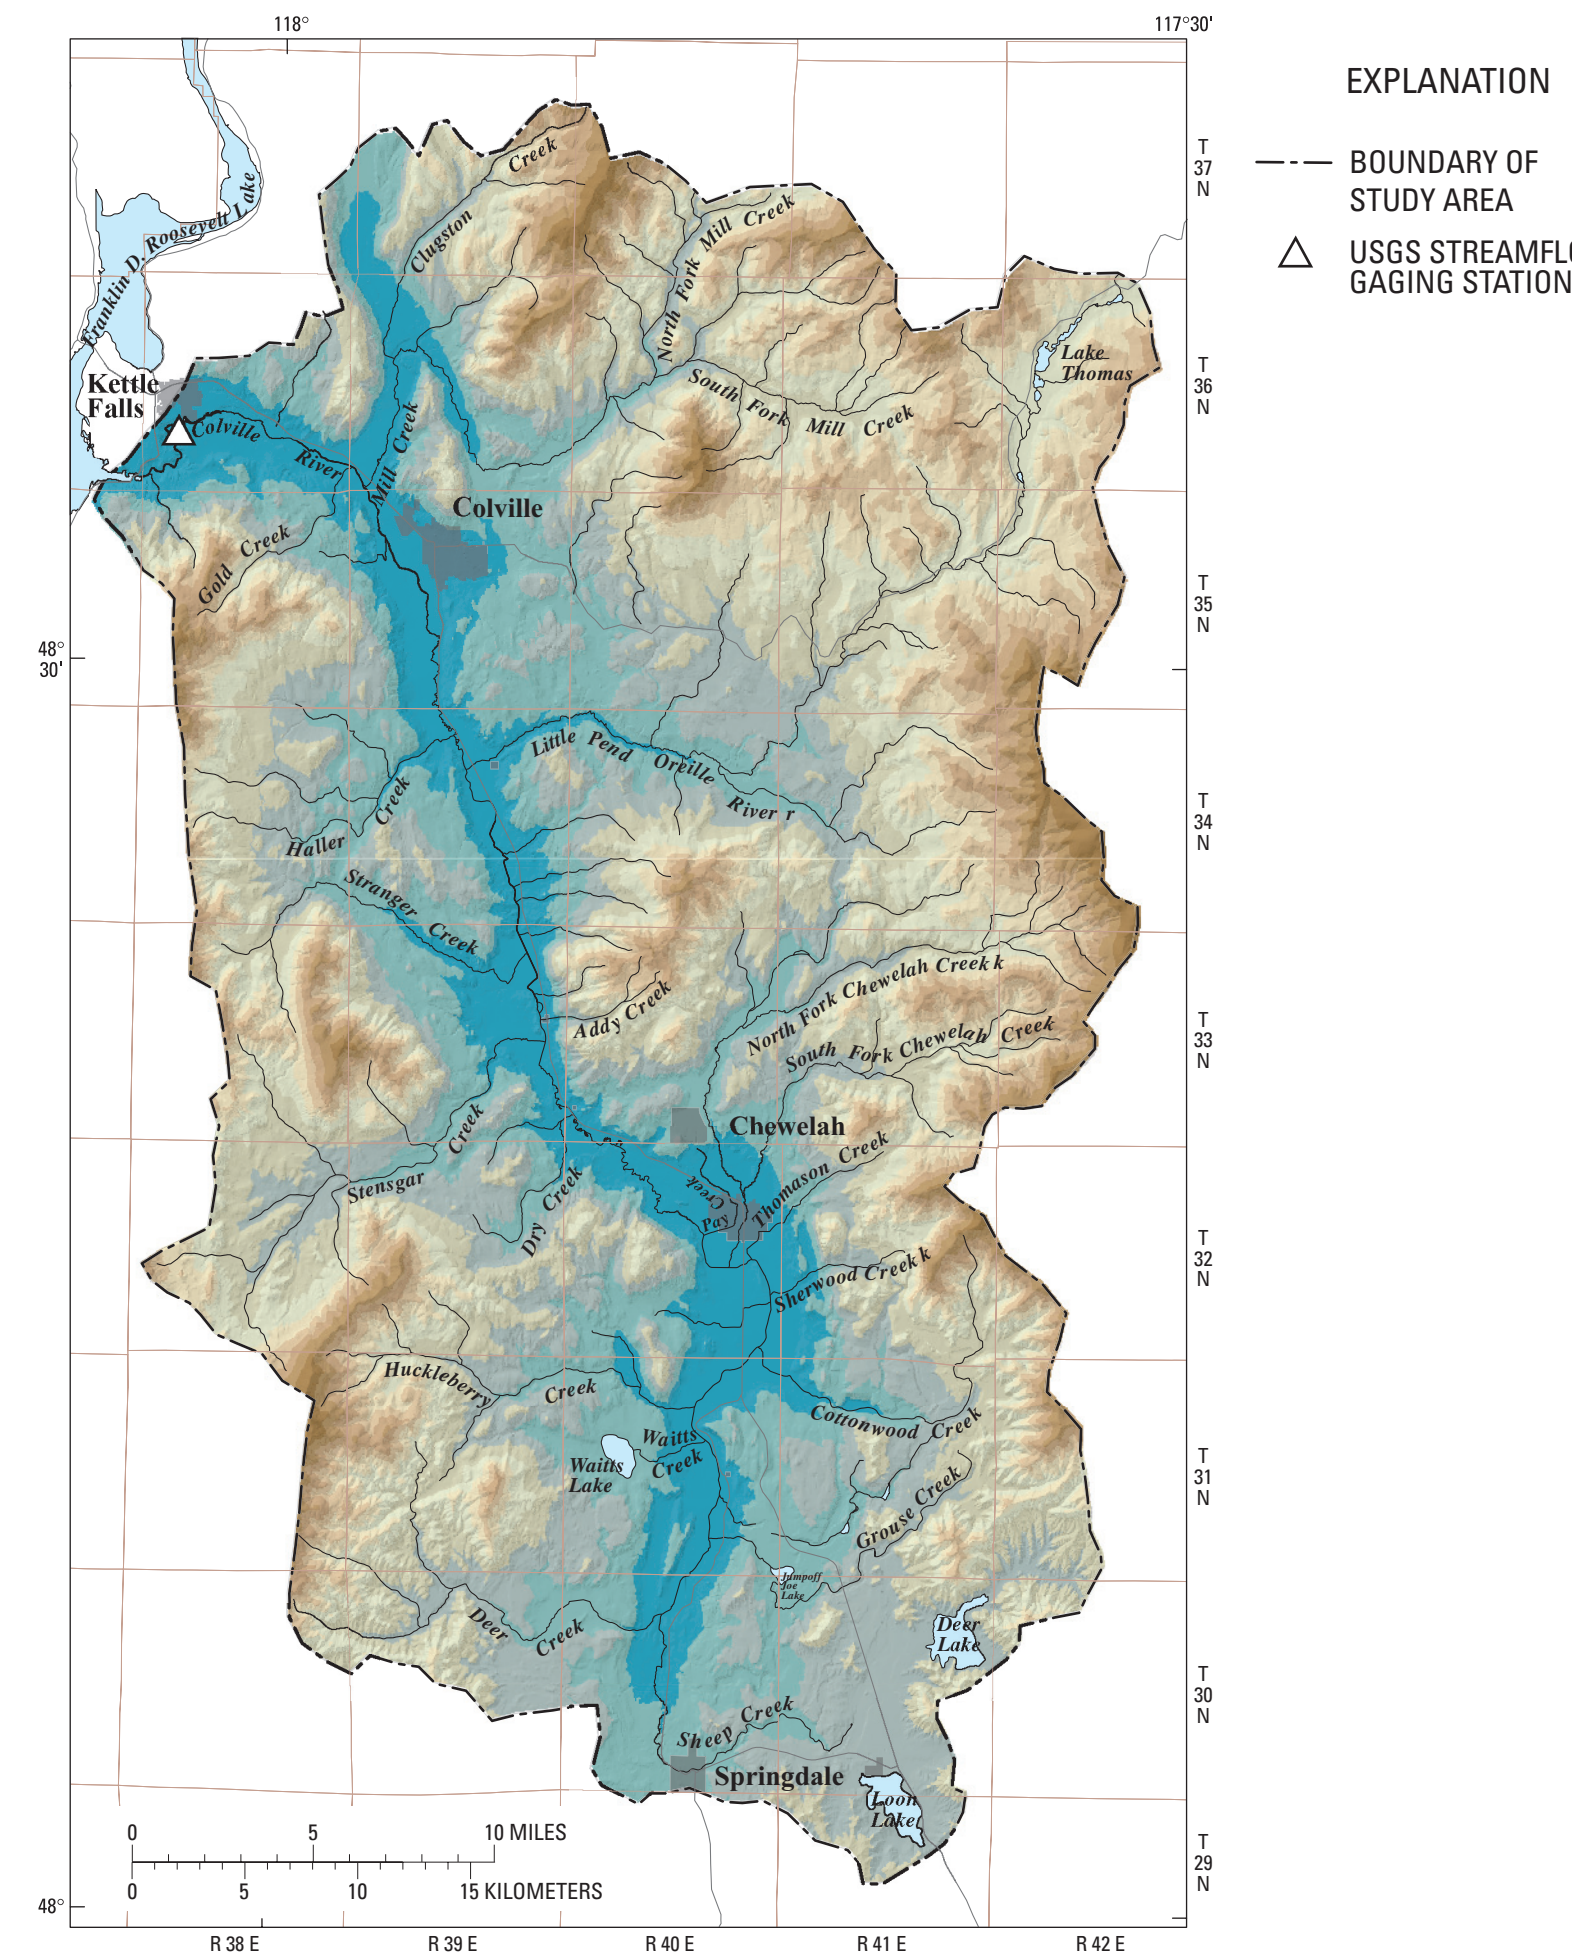 118°
117°30'
EXPLANATION
BOUNDARY OF
STUDY AREA
USGS STREAMFLO
GAGING STATION
T
37
N
T
36
N
T
35
N
T
34
N
T
33
N
T
32
N
T
31
N
T
30
N
T
29
N
48°
30'
48°
Franklin D. Roosevelt Lake
Clugston Creek
North Fork Mill Creek
Lake
Thomas
South Fork Mill Creek
Kettle
Falls
Colville River
Mill Creek
Colville
Gold Creek
Little Pend Oreille River r
Haller Creek
Stranger Creek
Addy Creek
North Fork Chewelah Creek k
South Fork Chewelah Creek
Chewelah
Stensgar Creek
Dry Creek
Pay Creek
Thomason Creek
Sherwood Creek k
Huckleberry Creek
Cottonwood Creek
Waitts
Creek
Waitts
Lake
Grouse Creek
Jumpoff
Joe
Lake
Deer
Lake
Deer Creek
Sheep Creek
Springdale
Loon
Lake
0 5 10 MILES
0 5 10 15 KILOMETERS
R 38 E R 39 E R 40 E R 41 E R 42 E